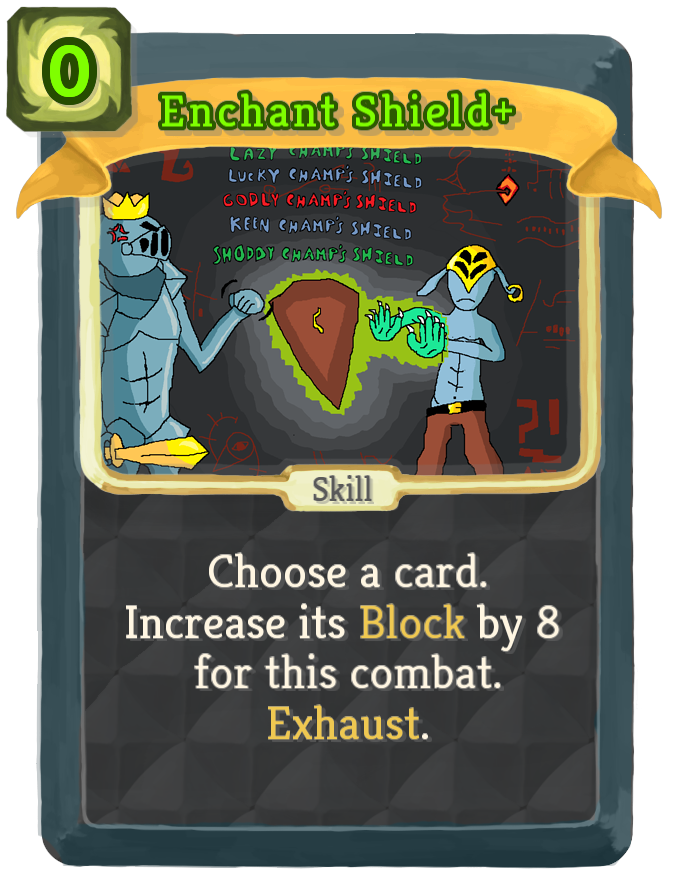 0
Enchant Shield+
LAZY CHAMP'S SHIELD
LUCKY CHAMP'S SHIELD
GODLY CHAMP'S SHIELD
KEEN CHAMP'S SHIELD
SHODDY CHAMP'S SHIELD
?!
Skill
Choose a card.
Increase its Block by 8
for this combat.
Exhaust.